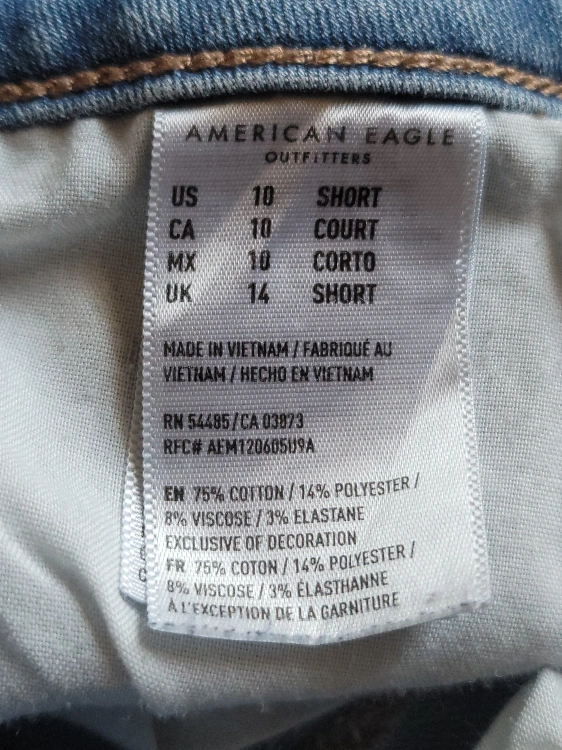 AMERICAN EAGLE
OUTFITTERS
US 10 SHORT
CA 10 COURT
MX 10 CORTO
UK 14 SHORT
MADE IN VIETNAM / FABRIQUÉ AU
VIETNAM / HECHO EN VIETNAM
RN 54485/CA 03873
RFC# AEM120605U9A
EN 75% COTTON / 14% POLYESTER /
8% VISCOSE / 3% ELASTANE
EXCLUSIVE OF DECORATION
FR 75% COTON / 14% POLYESTER /
8% VISCOSE / 3% ÉLASTHANNE
À L'EXCEPTION DE LA GARNITURE